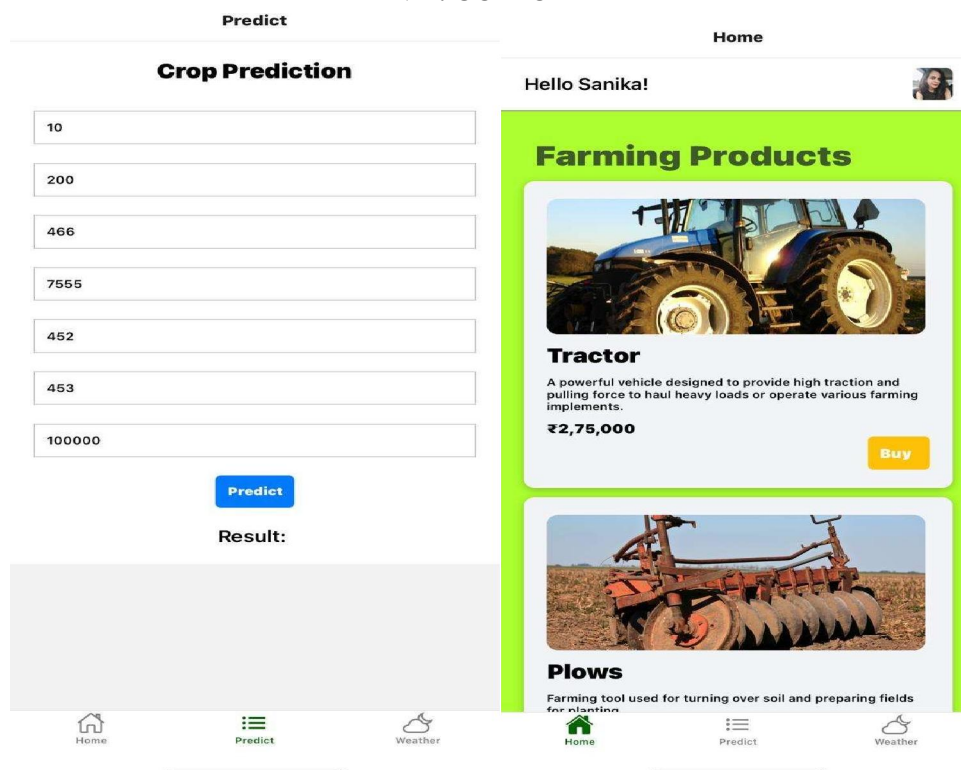 Predict
Crop Prediction
10
200
466
7555
452
453
100000
Predict
Result:
Home
Predict
Weather
Home
Hello Sanika!
Farming Products
Tractor
A powerful vehicle designed to provide high traction and
pulling force to haul heavy loads or operate various farming
implements.
₹2,75,000
Buy
Plows
Farming tool used for turning over soil and preparing fields
for planting
Home
Predict
Weather